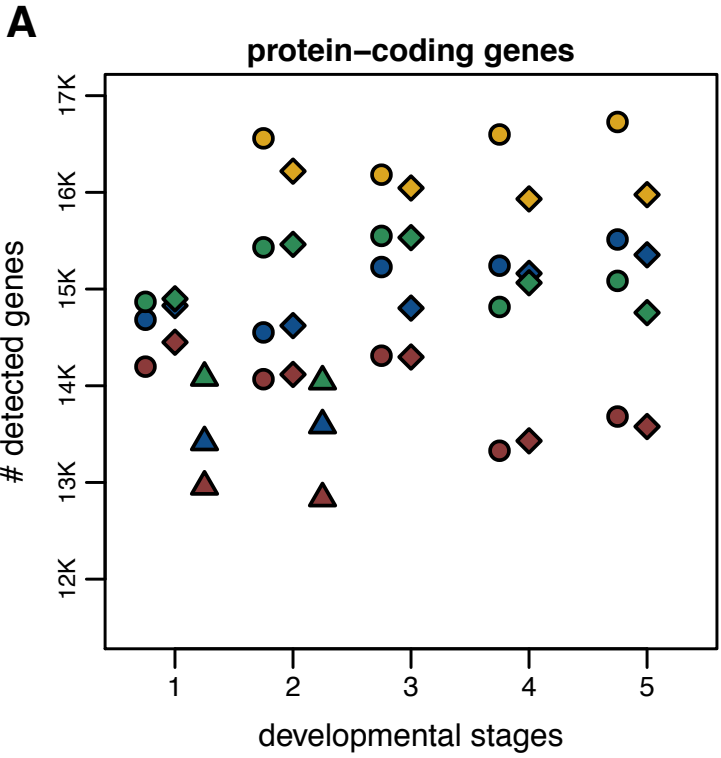 A
protein–coding genes
# detected genes
17K
16K
15K
14K
13K
12K
1 2 3 4 5
developmental stages